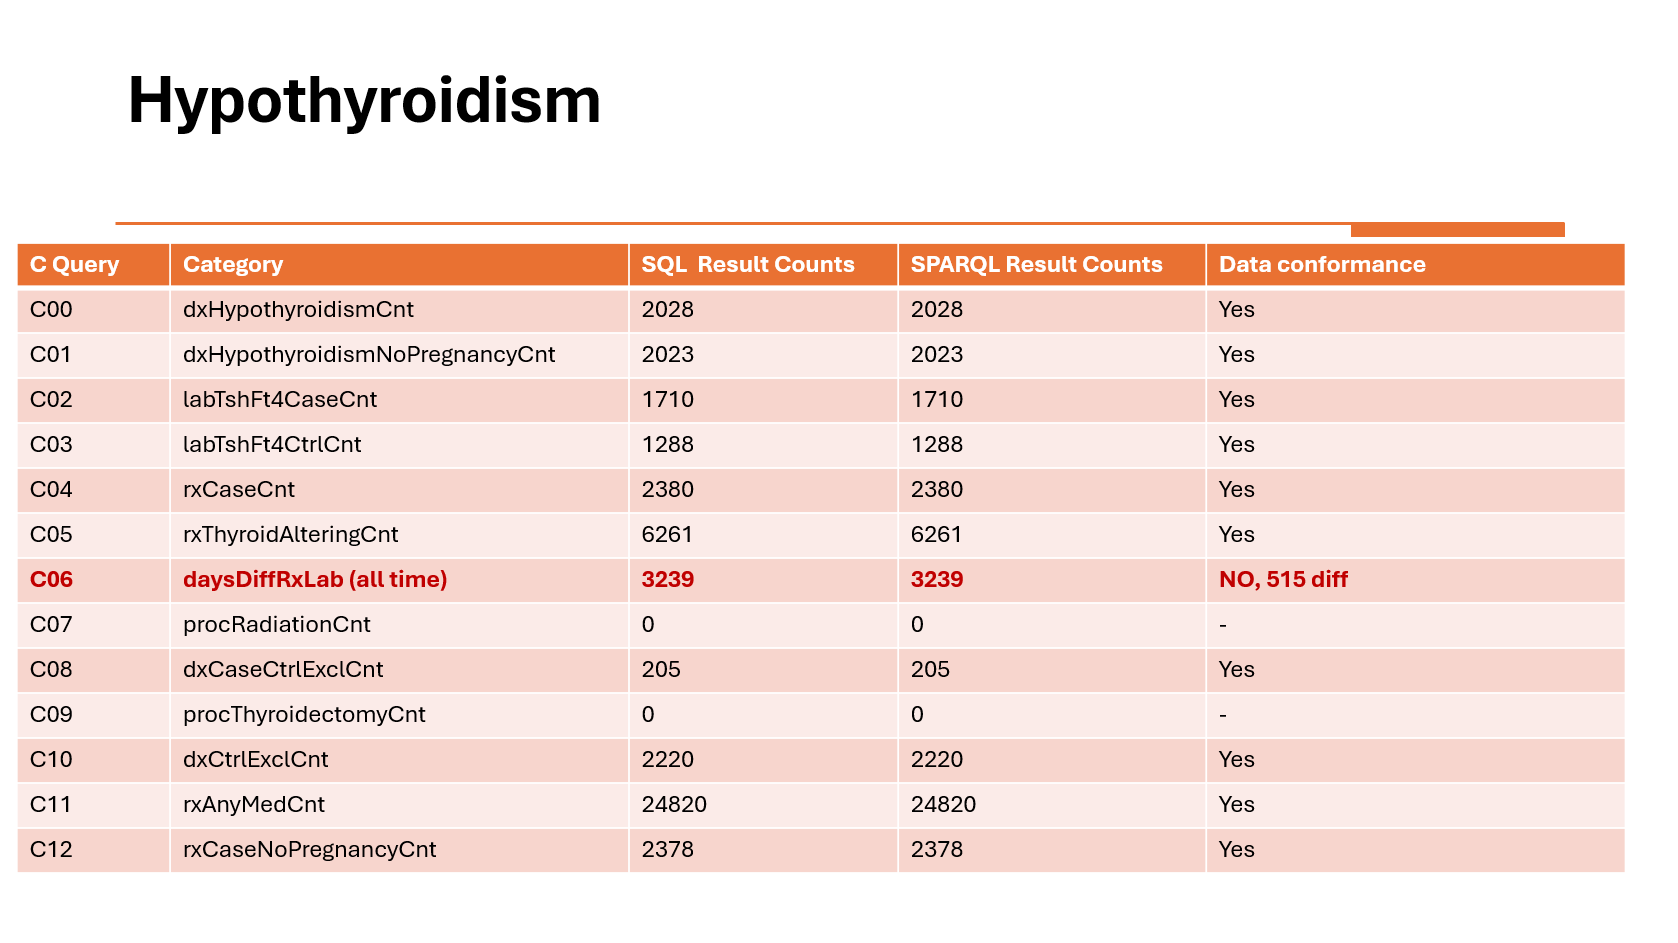 Hypothyroidism
C Query Category SQL  Result Counts SPARQL Result Counts Data conformance
C00 dxHypothyroidismCnt 2028 2028 Yes
C01 dxHypothyroidismNoPregnancyCnt 2023 2023 Yes
C02 labTshFt4CaseCnt 1710 1710 Yes
C03 labTshFt4CtrlCnt 1288 1288 Yes
C04 rxCaseCnt 2380 2380 Yes
C05 rxThyroidAlteringCnt 6261 6261 Yes
C06 daysDiffRxLab (all time) 3239 3239 NO, 515 diff
C07 procRadiationCnt 0 0 -
C08 dxCaseCtrlExclCnt 205 205 Yes
C09 procThyroidectomyCnt 0 0 -
C10 dxCtrlExclCnt 2220 2220 Yes
C11 rxAnyMedCnt 24820 24820 Yes
C12 rxCaseNoPregnancyCnt 2378 2378 Yes